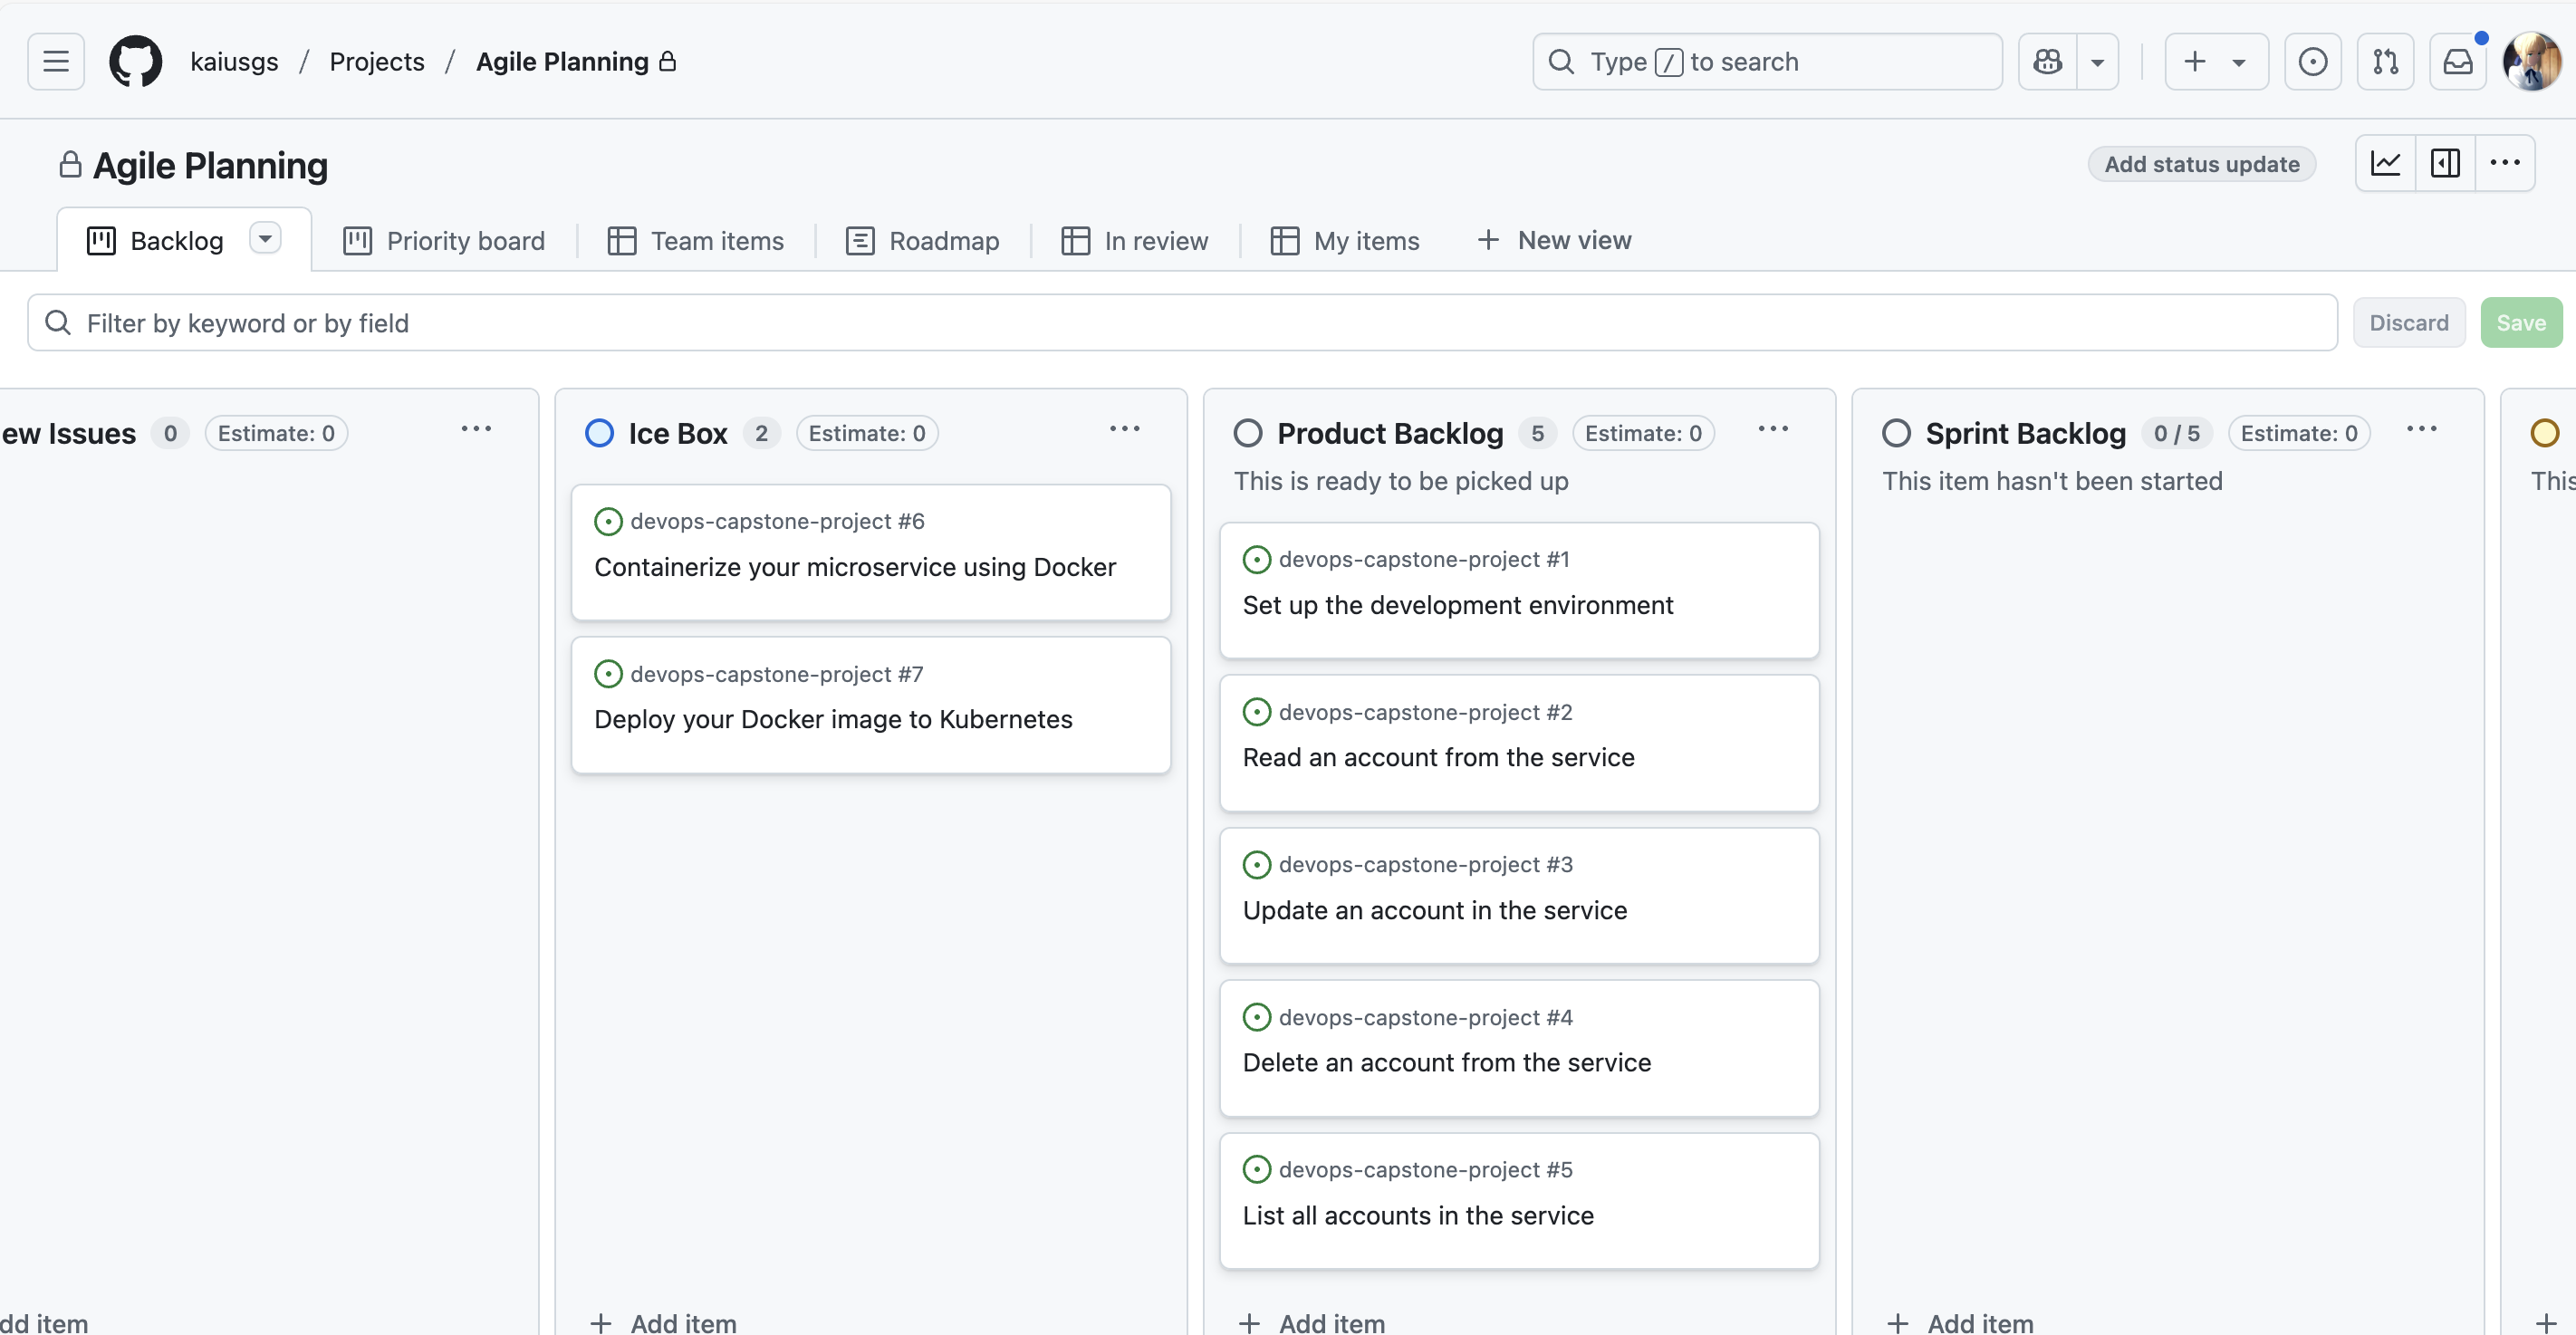 kaiusgs / Projects / Agile Planning
Type / to search
Agile Planning
Add status update
Backlog
Priority board
Team items
Roadmap
In review
My items
New view
Filter by keyword or by field
Discard
Save
ew Issues 0 Estimate: 0
dd item
Ice Box 2 Estimate: 0
devops-capstone-project #6
Containerize your microservice using Docker
devops-capstone-project #7
Deploy your Docker image to Kubernetes
Add item
Product Backlog 5 Estimate: 0
This is ready to be picked up
devops-capstone-project #1
Set up the development environment
devops-capstone-project #2
Read an account from the service
devops-capstone-project #3
Update an account in the service
devops-capstone-project #4
Delete an account from the service
devops-capstone-project #5
List all accounts in the service
Add item
Sprint Backlog 0 / 5 Estimate: 0
This item hasn't been started
Add item
This